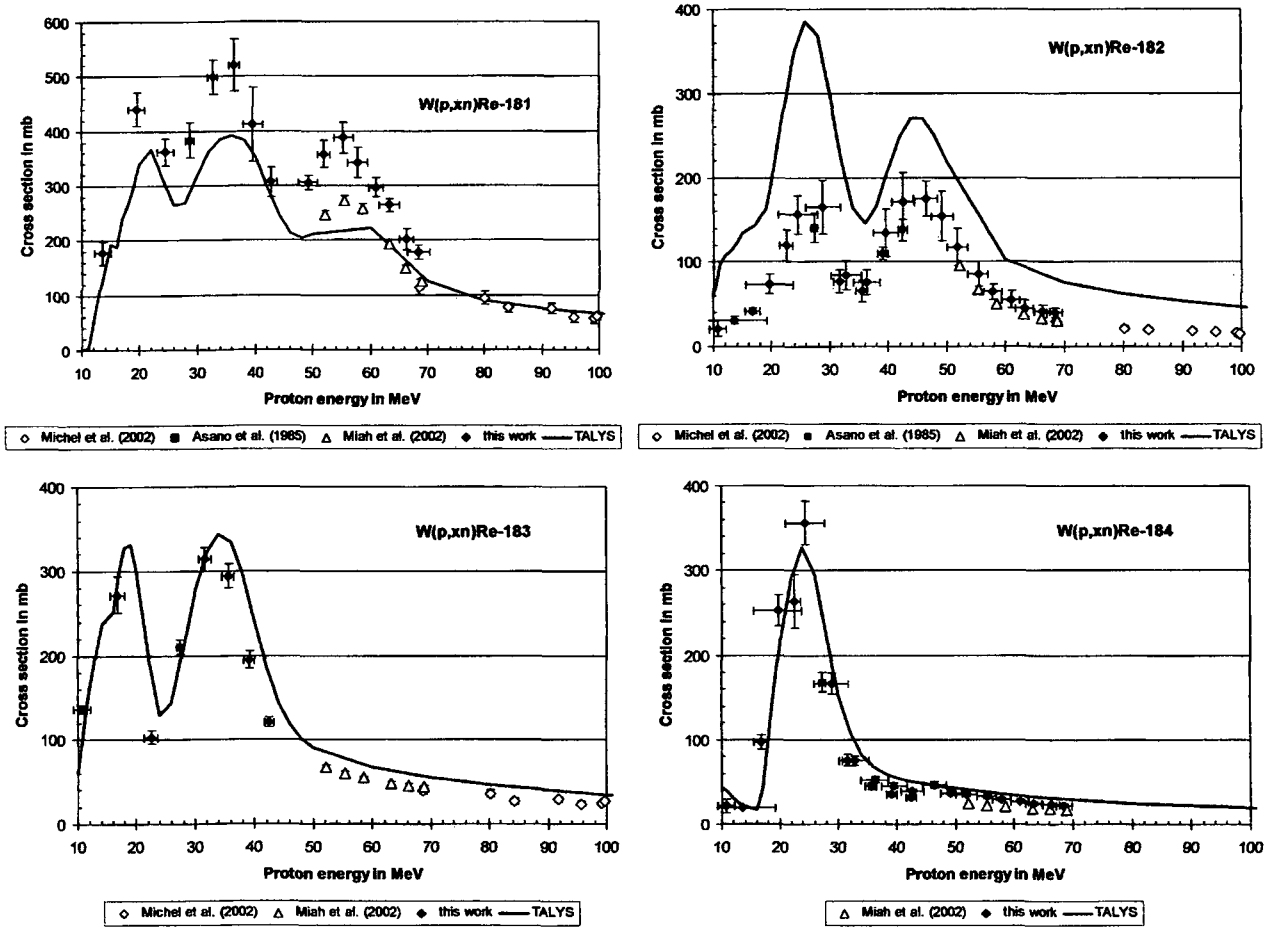 W(p,xn)Re-181
Cross section in mb
600
500
400
300
200
100
0
10 20 30 40 50 60 70 80 90 100
Proton energy in MeV
Michel et al. (2002) Asano et al. (1985) Miah et al. (2002) this work TALYS
W(p,xn)Re-182
Cross section in mb
400
300
200
100
0
10 20 30 40 50 60 70 80 90 100
Proton energy in MeV
Michel et al. (2002) Asano et al. (1985) Miah et al. (2002) this work TALYS
W(p,xn)Re-183
Cross section in mb
400
300
200
100
0
10 20 30 40 50 60 70 80 90 100
Proton energy in MeV
Michel et al. (2002) Miah et al. (2002) this work TALYS
W(p,xn)Re-184
Cross section in mb
400
300
200
100
0
10 20 30 40 50 60 70 80 90 100
Proton energy in MeV
Miah et al. (2002) this work TALYS